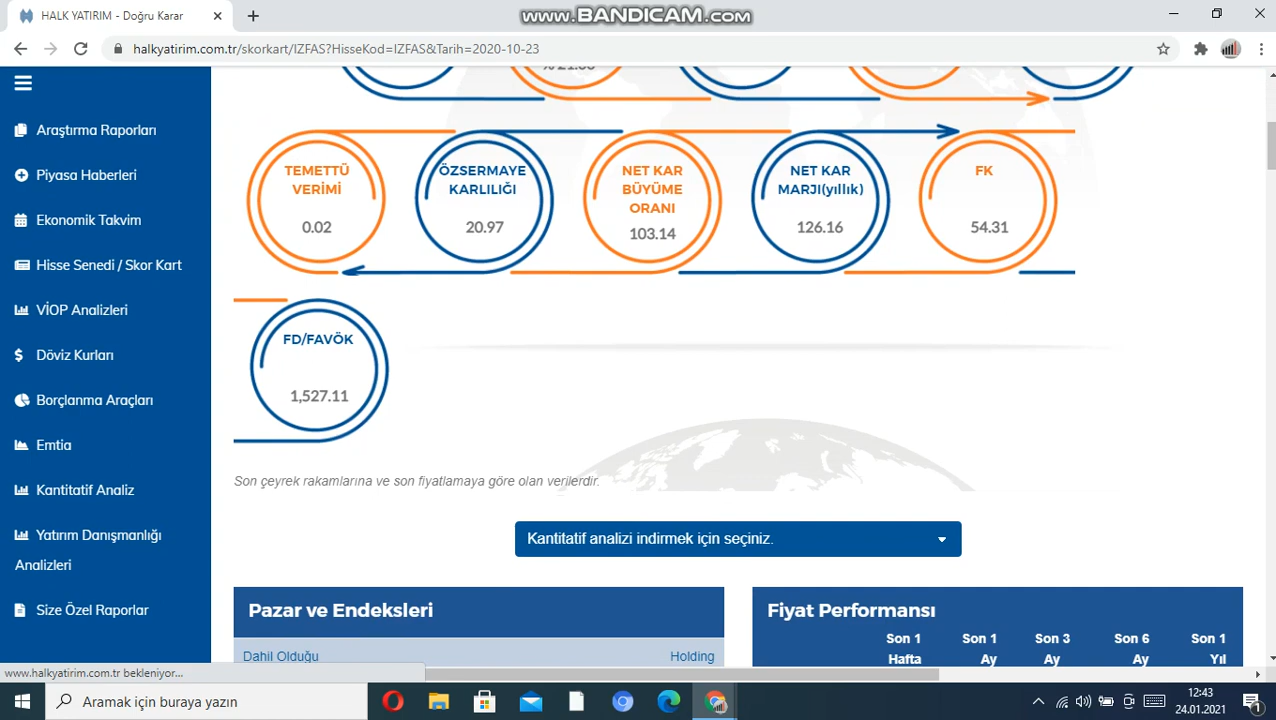 HALK YATIRIM - Doğru Karar
www.BANDICAM.com
halkyatirim.com.tr/skorkart/IZFAS?HisseKod=IZFAS&Tarih=2020-10-23
Araştırma Raporları
Piyasa Haberleri
Ekonomik Takvim
Hisse Senedi / Skor Kart
VİOP Analizleri
Döviz Kurları
Borçlanma Araçları
Emtia
Kantitatif Analiz
Yatırım Danışmanlığı
Analizleri
Size Özel Raporlar
TEMETTÜ
VERİMİ
0.02
ÖZSERMAYE
KARLILIĞI
20.97
NET KAR
BÜYÜME
ORANI
103.14
NET KAR
MARJI(yıllık)
126.16
FK
54.31
FD/FAVÖK
1,527.11
Son çeyrek rakamlarına ve son fiyatlamaya göre olan verilerdir.
Kantitatif analizi indirmek için seçiniz.
Pazar ve Endeksleri
Dahil Olduğu Holding
Fiyat Performansı
Son 1 Son 1 Son 3 Son 6 Son 1
Hafta Ay Ay Ay Yıl
www.halkyatirim.com.tr bekleniyor...
Aramak için buraya yazın
12:43
24.01.2021
1